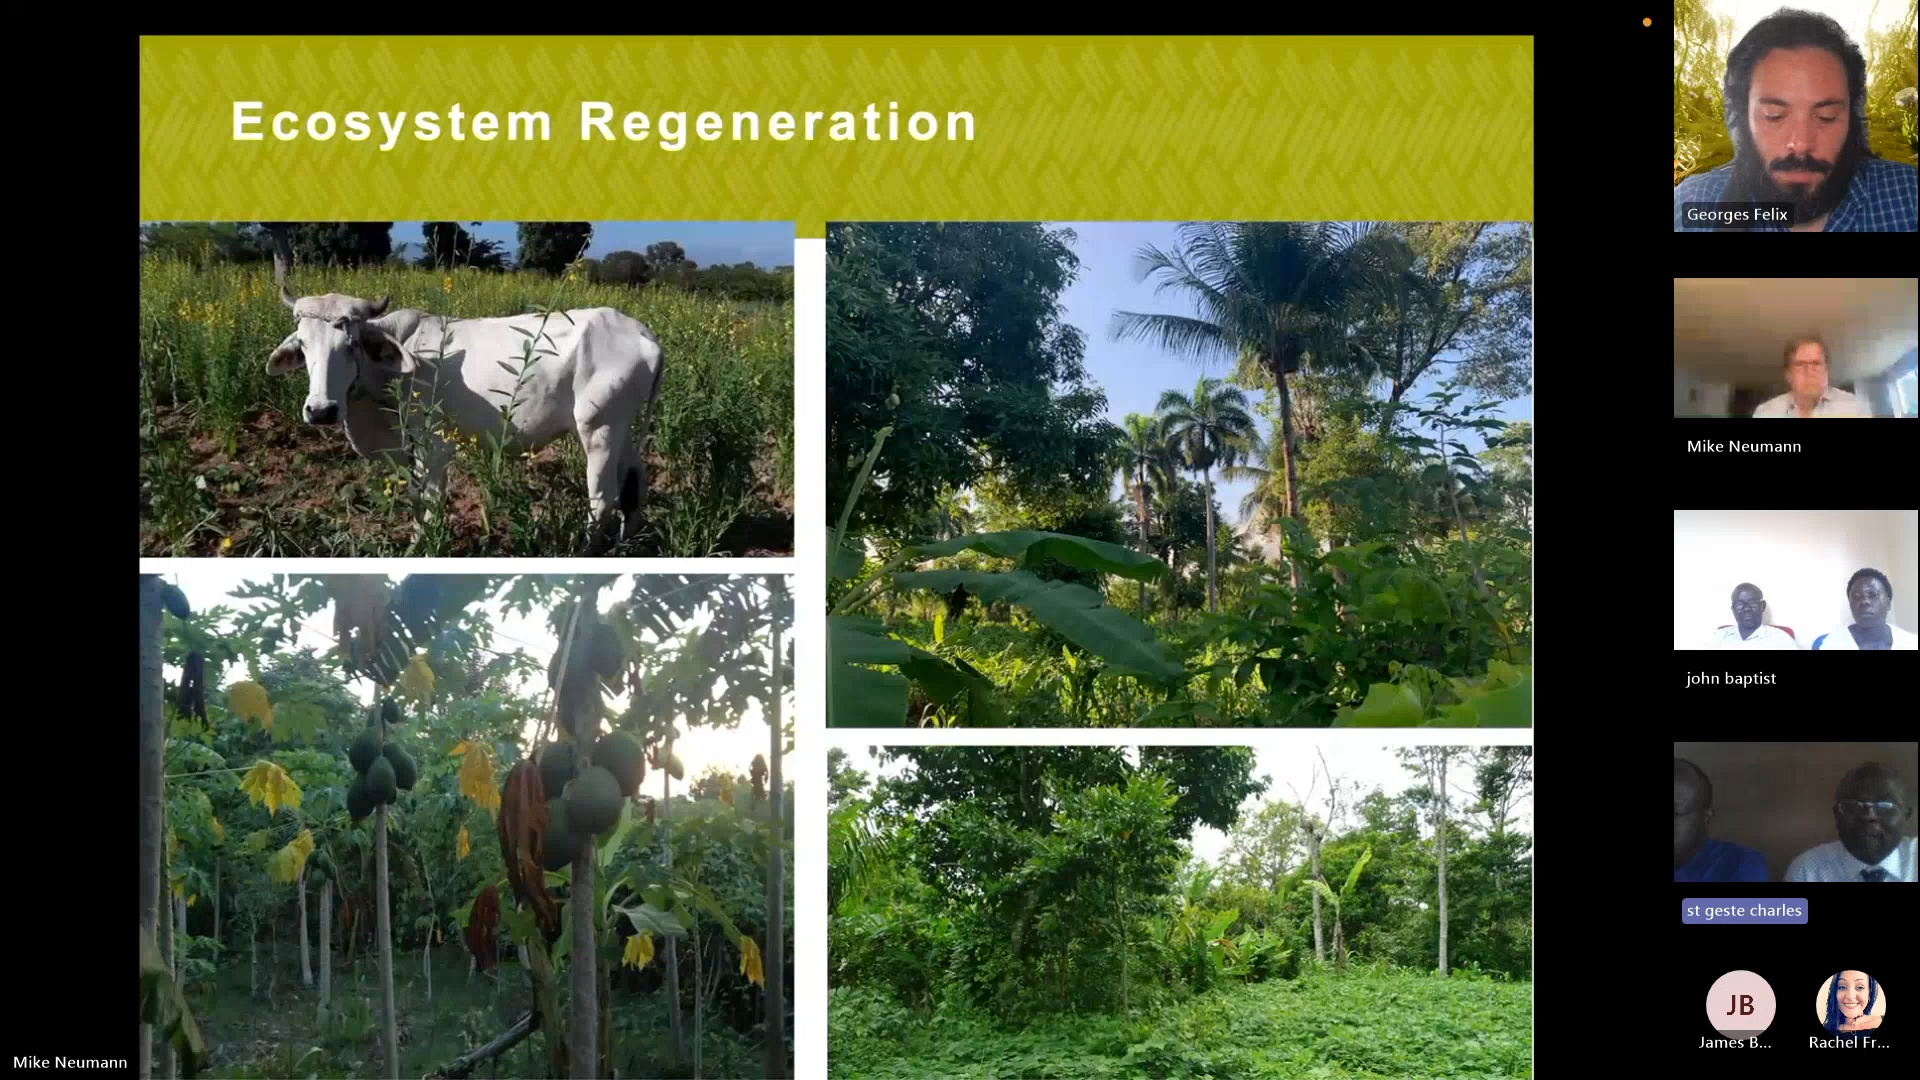 Ecosystem Regeneration
Georges Felix
Mike Neumann
john baptist
st geste charles
JB
James B...
Rachel Fr...
Mike Neumann